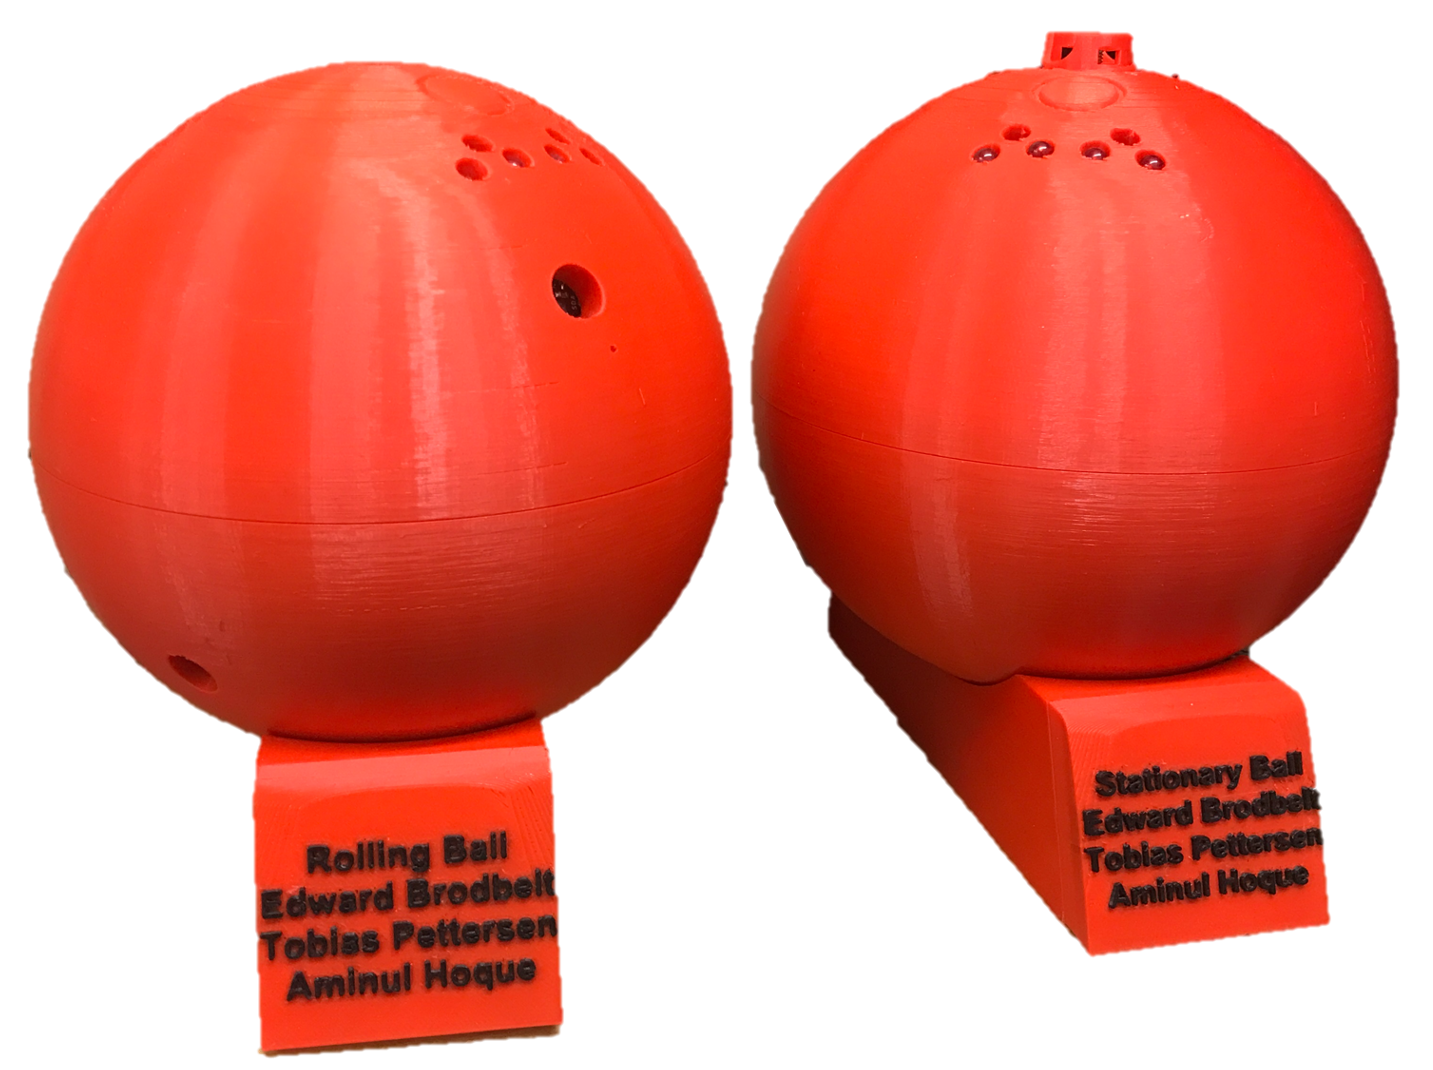 Rolling Ball
Edward Brodbelt
Tobias Pettersen
Aminul Hoque
Stationary Ball
Edward Brodbelt
Tobias Pettersen
Aminul Hoque